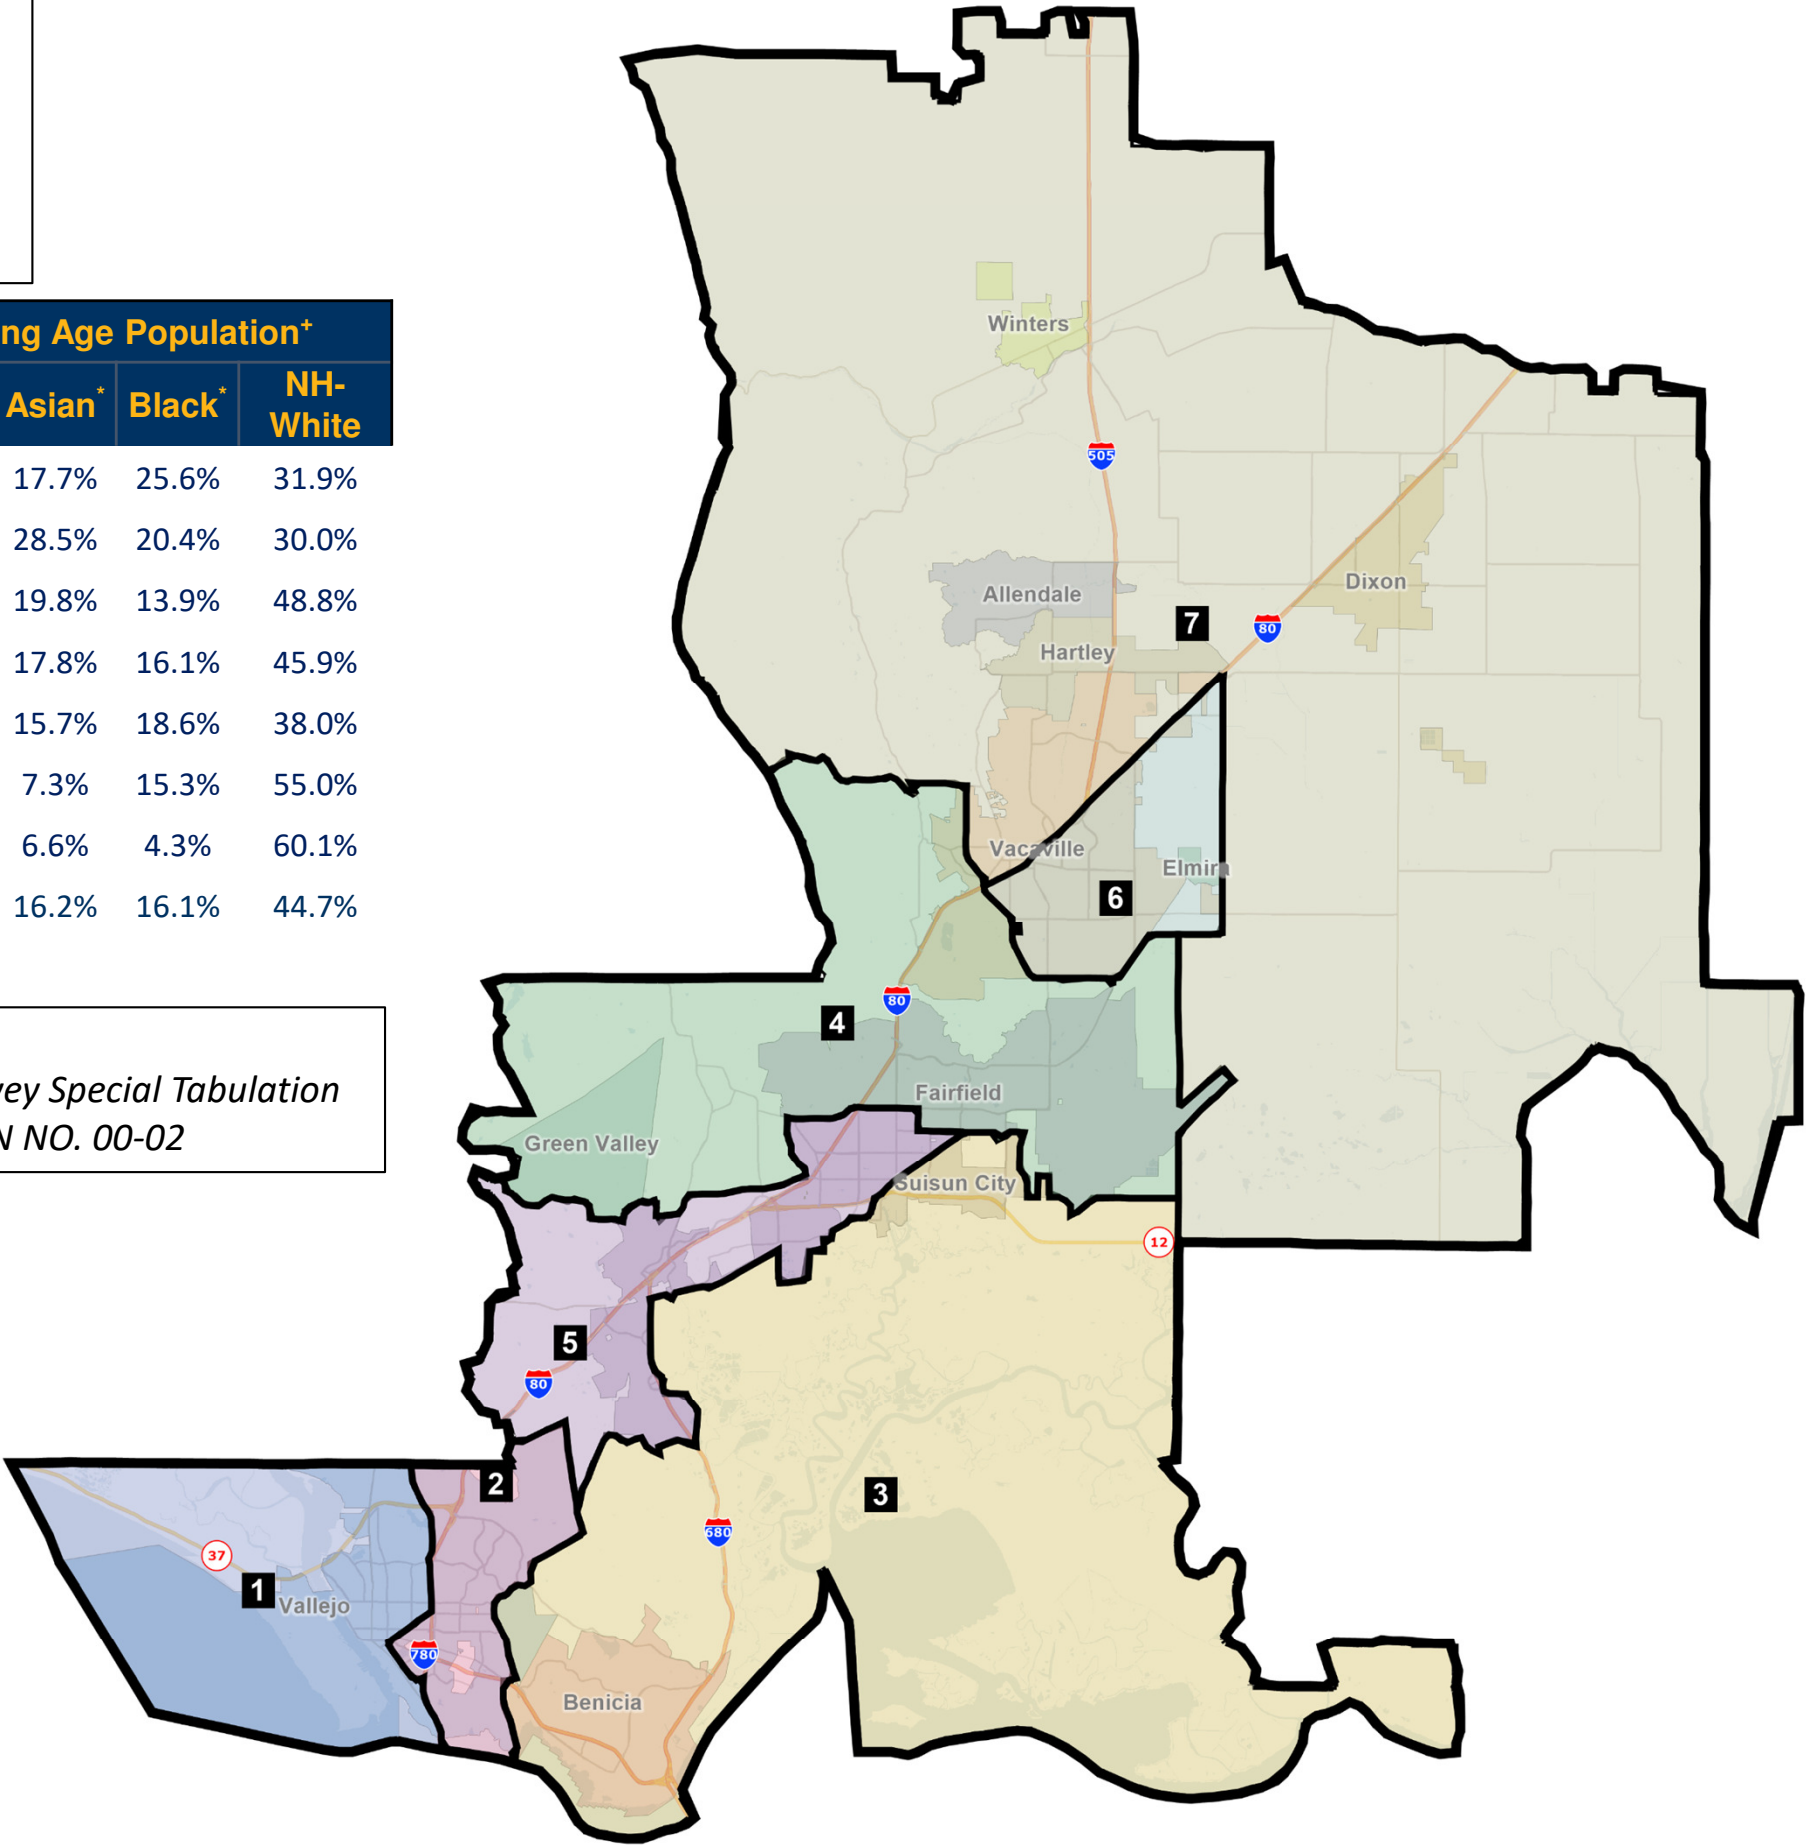 ng Age Population+
Asian* Black* NH-
White
17.7% 25.6% 31.9%
28.5% 20.4% 30.0%
19.8% 13.9% 48.8%
17.8% 16.1% 45.9%
15.7% 18.6% 38.0%
7.3% 15.3% 55.0%
6.6% 4.3% 60.1%
16.2% 16.1% 44.7%
vey Special Tabulation
N NO. 00-02
Winters
505
Allendale
Dixon
7
80
Hartley
Vacaville
Elmira
6
80
4
Fairfield
Green Valley
Suisun City
12
5
80
2
3
680
37
1
Vallejo
780
Benicia